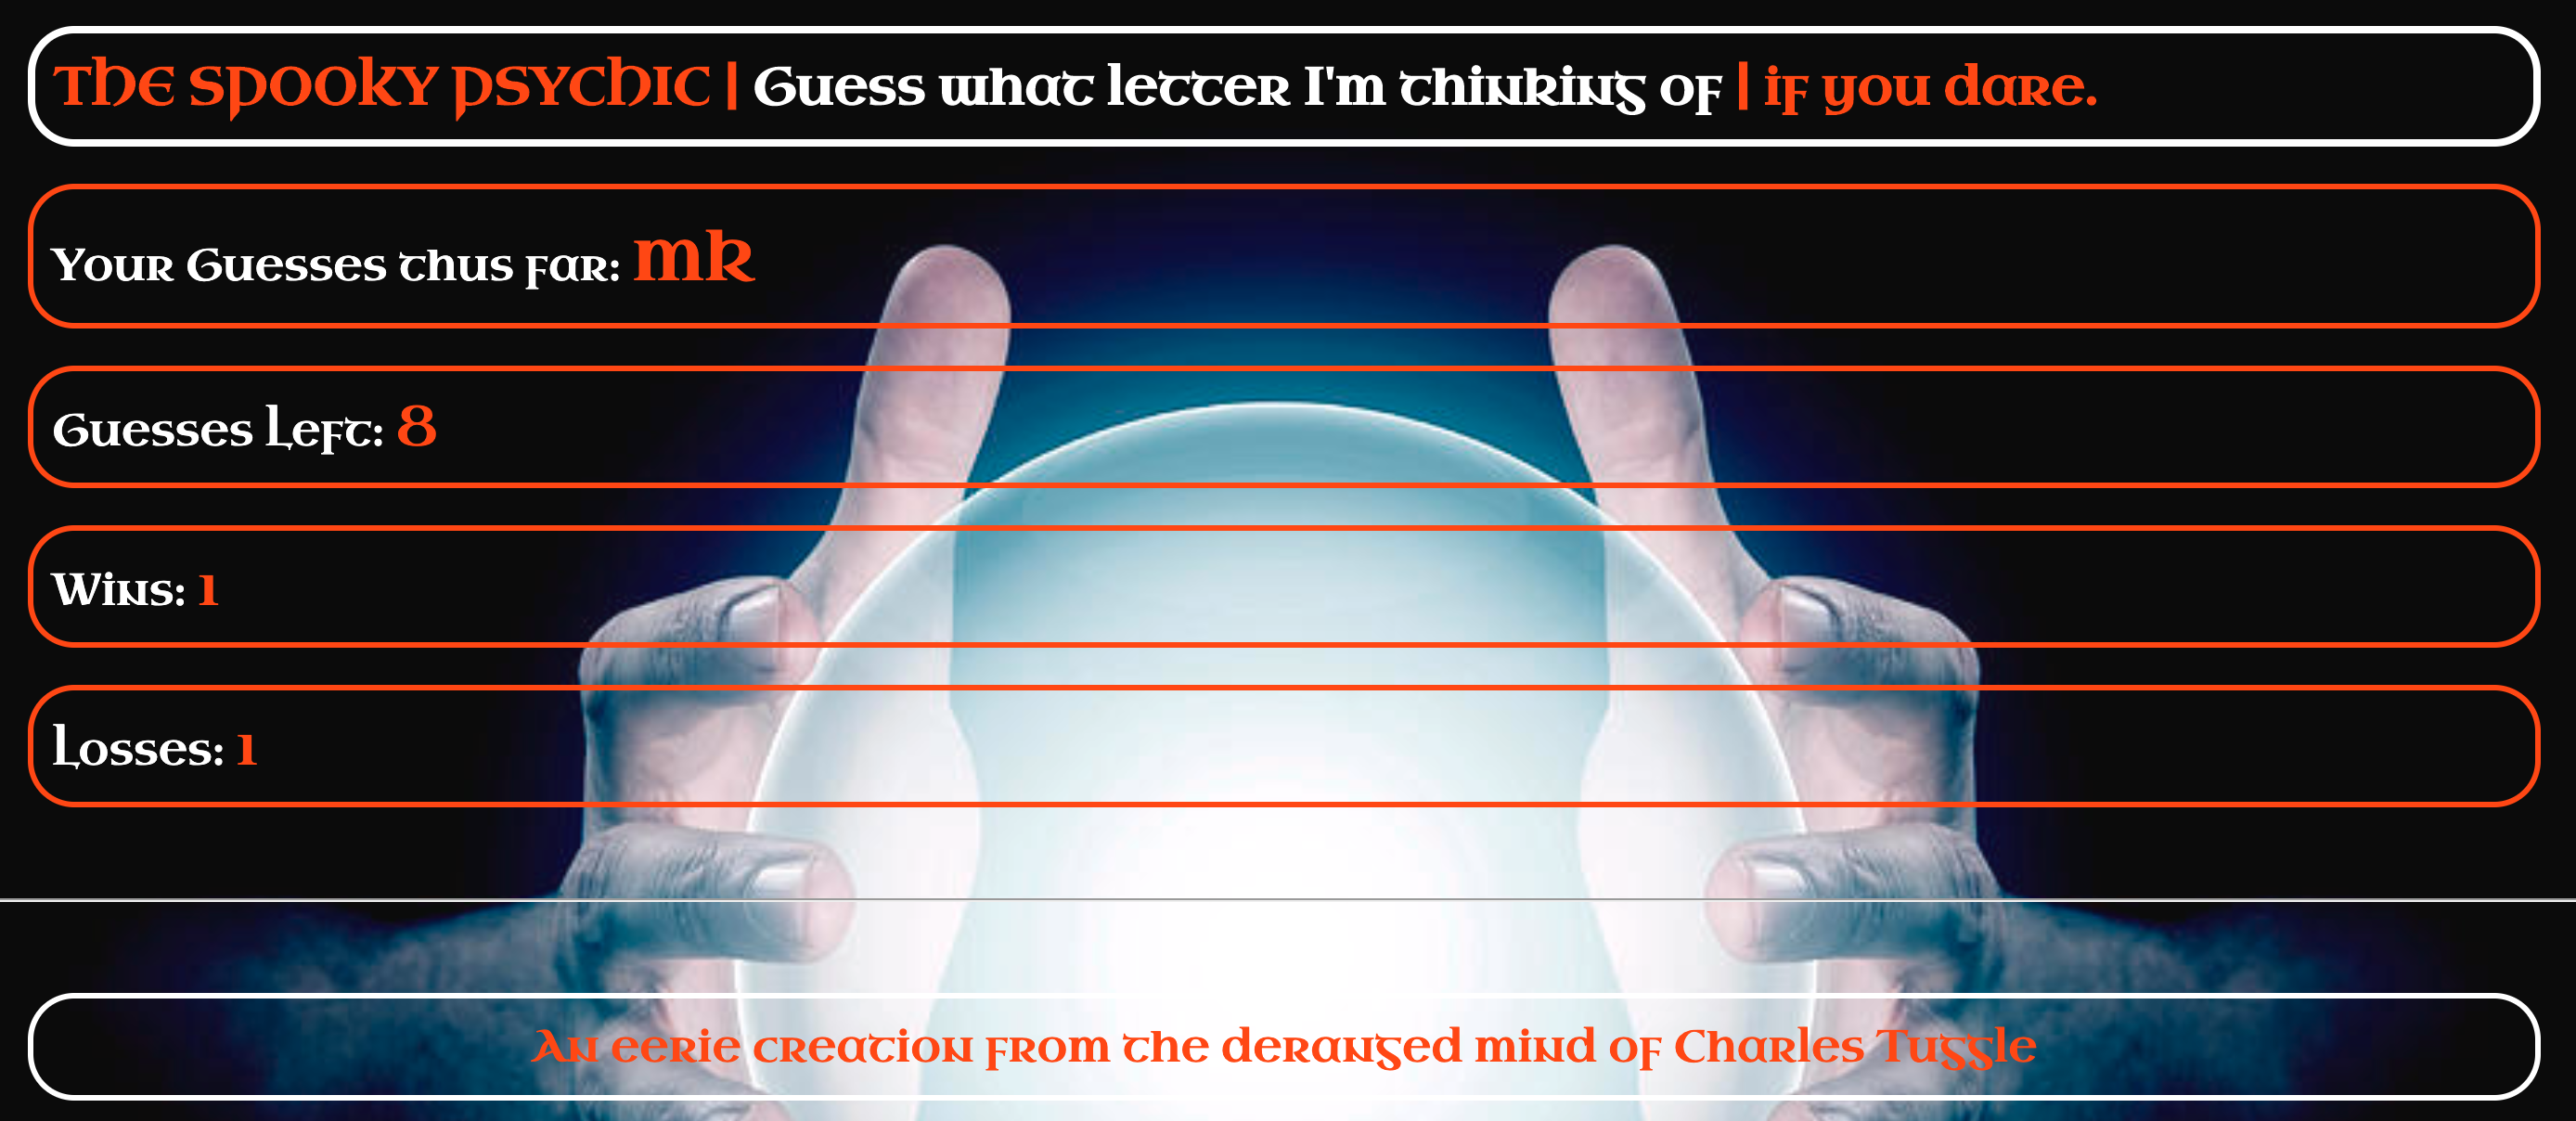 THE SPOOKY PSYCHIC | Guess what letter I'm thinking of | if you dare.
Your Guesses thus far: mk
Guesses Left: 8
Wins: 1
Losses: 1
An eerie creation from the deranged mind of Charles Tuggle